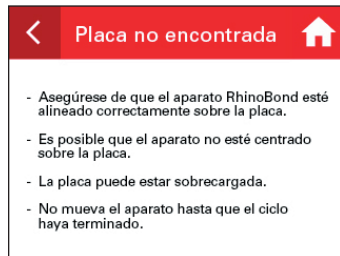 Placa no encontrada
- Asegúrese de que el aparato RhinoBond esté
alineado correctamente sobre la placa.
- Es posible que el aparato no esté centrado
sobre la placa.
- La placa puede estar sobrecargada.
- No mueva el aparato hasta que el ciclo
haya terminado.